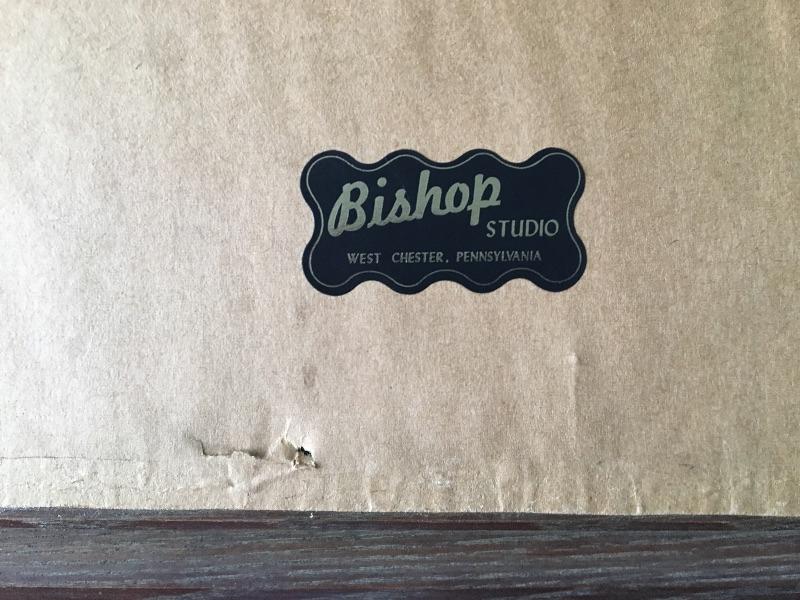 Bishop
STUDIO
WEST CHESTER, PENNSYLVANIA